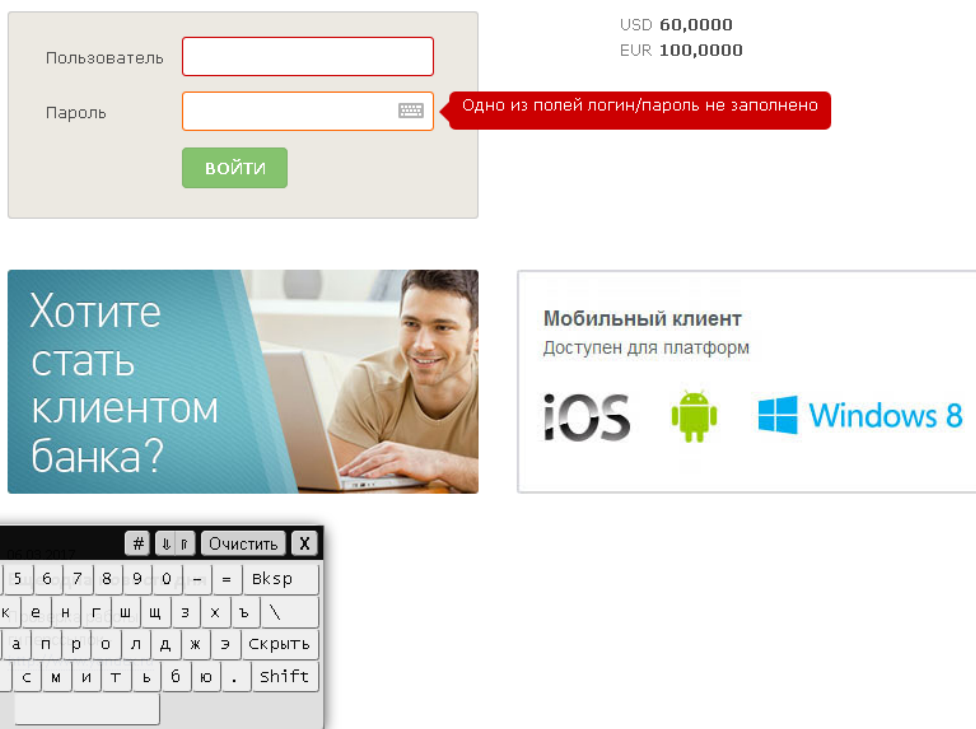 Пользователь
USD 60,0000
EUR 100,0000
Пароль
Одно из полей логин/пароль не заполнено
войти
Хотите
стать
клиентом
банка?
Мобильный клиент
Доступен для платформ
iOS
Windows 8
# Очистить X
5 6 7 8 9 0 - = Bksp
к е н г ш щ з х ъ \
а п р о л д ж э Скрыть
с м и т ь б ю . Shift